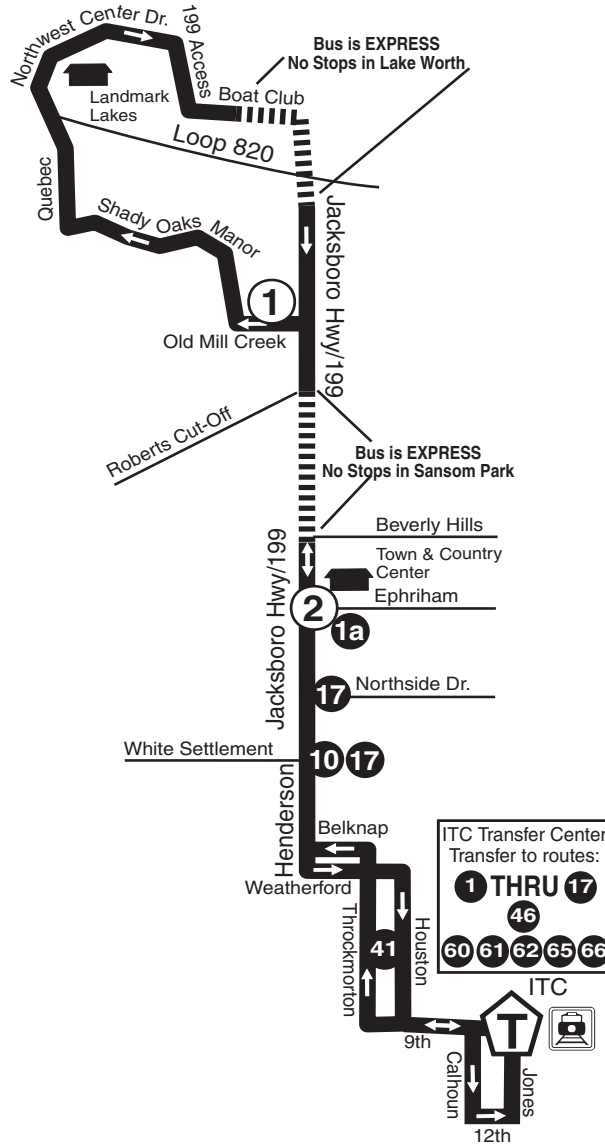 Northwest Center Dr.
199 Access
Bus is EXPRESS
No Stops in Lake Worth
Landmark
Lakes
Boat Club
Loop 820
Quebec
Shady Oaks Manor
Jacksboro Hwy/199
1
Old Mill Creek
Roberts Cut-Off
Bus is EXPRESS
No Stops in Sansom Park
Beverly Hills
Jacksboro Hwy/199
Town & Country
Center
2
Ephriham
1a
17
Northside Dr.
White Settlement
10 17
Henderson
Belknap
Weatherford
ITC Transfer Center
Transfer to routes:
1 THRU 17
46
60 61 62 65 66
Throckmorton
41
Houston
ITC
T
9th
Calhoun
Jones
12th